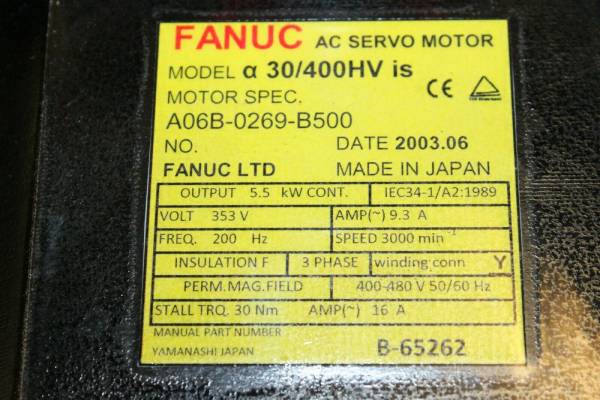 FANUC AC SERVO MOTOR
MODEL α 30/400HV is
MOTOR SPEC.
A06B-0269-B500
NO. DATE 2003.06
FANUC LTD MADE IN JAPAN
OUTPUT 5.5 kW CONT. IEC34-1/A2:1989
VOLT 353 V AMP(~) 9.3 A
FREQ. 200 Hz SPEED 3000 min⁻¹
INSULATION F 3 PHASE winding conn Y
PERM.MAG.FIELD 400-480 V 50/60 Hz
STALL TRQ. 30 Nm AMP(~) 16 A
MANUAL PART NUMBER
YAMANASHI JAPAN B-65262
CE